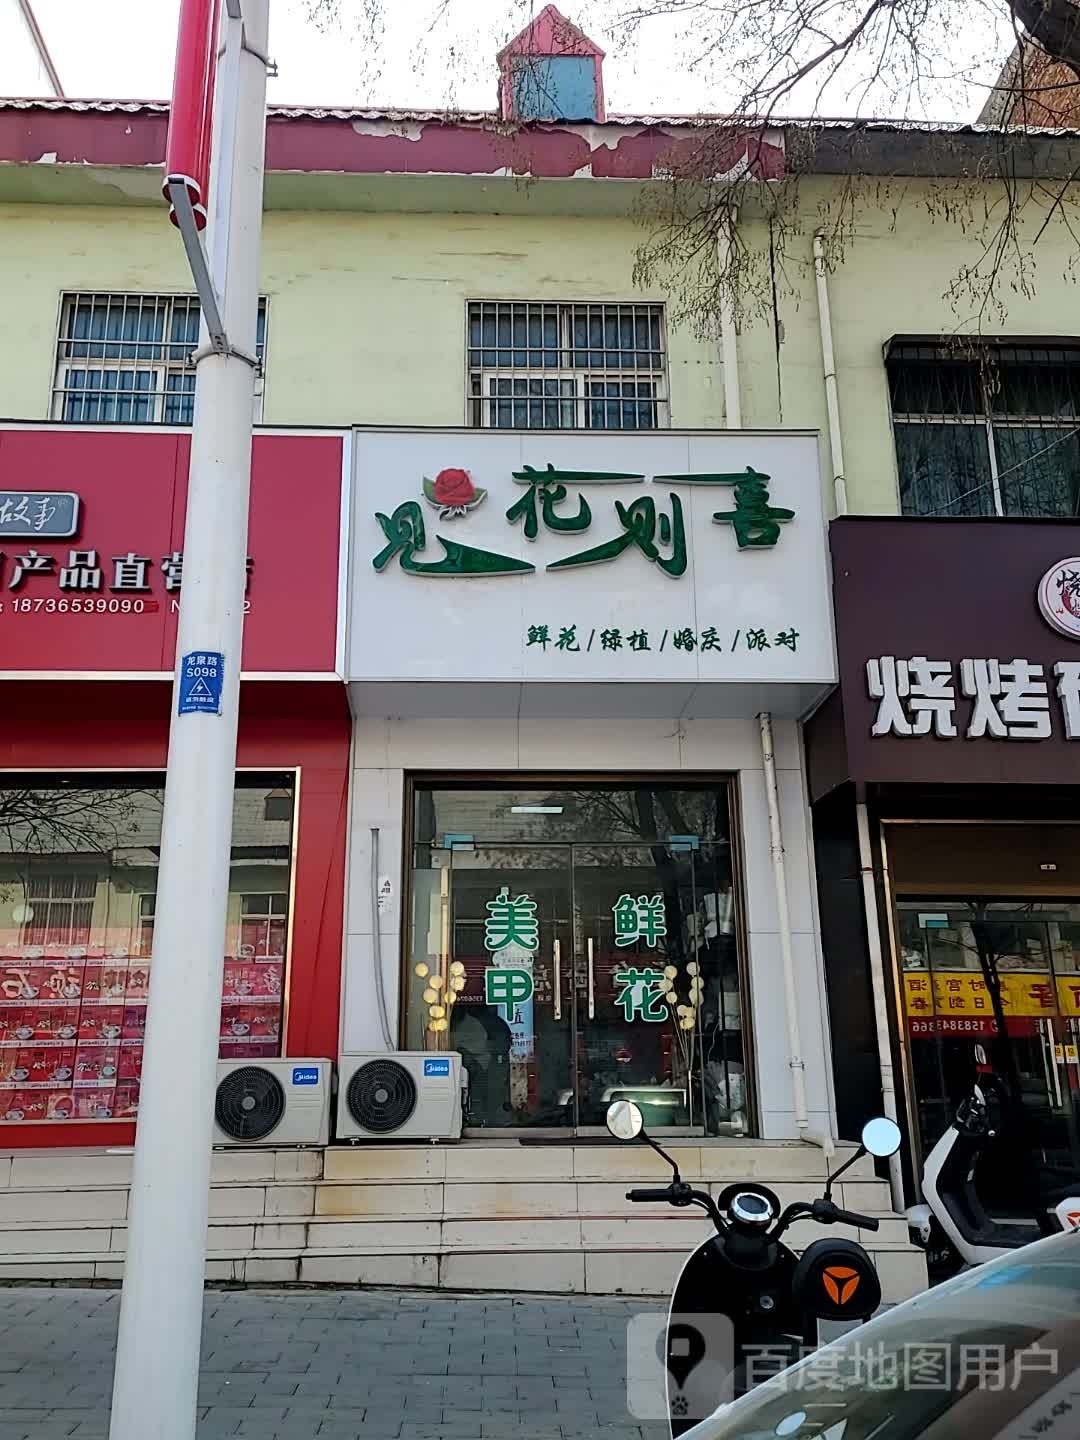 故事
产品直营店
18736539090
见花则喜
鲜花/绿植/婚庆/派对
龙泉路
S098
烧烤
美甲
鲜花
Midea
Midea
百度地图用户